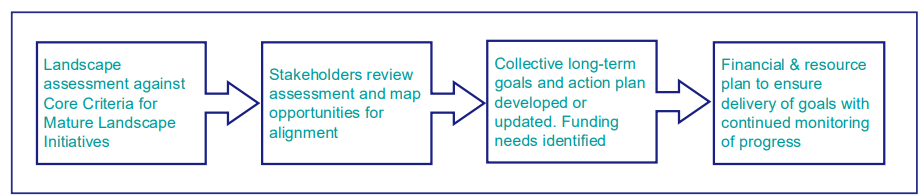 Landscape
assessment against
Core Criteria for
Mature Landscape
Initiatives
Stakeholders review
assessment and map
opportunities for
alignment
Collective long-term
goals and action plan
developed or
updated. Funding
needs identified
Financial & resource
plan to ensure
delivery of goals with
continued monitoring
of progress